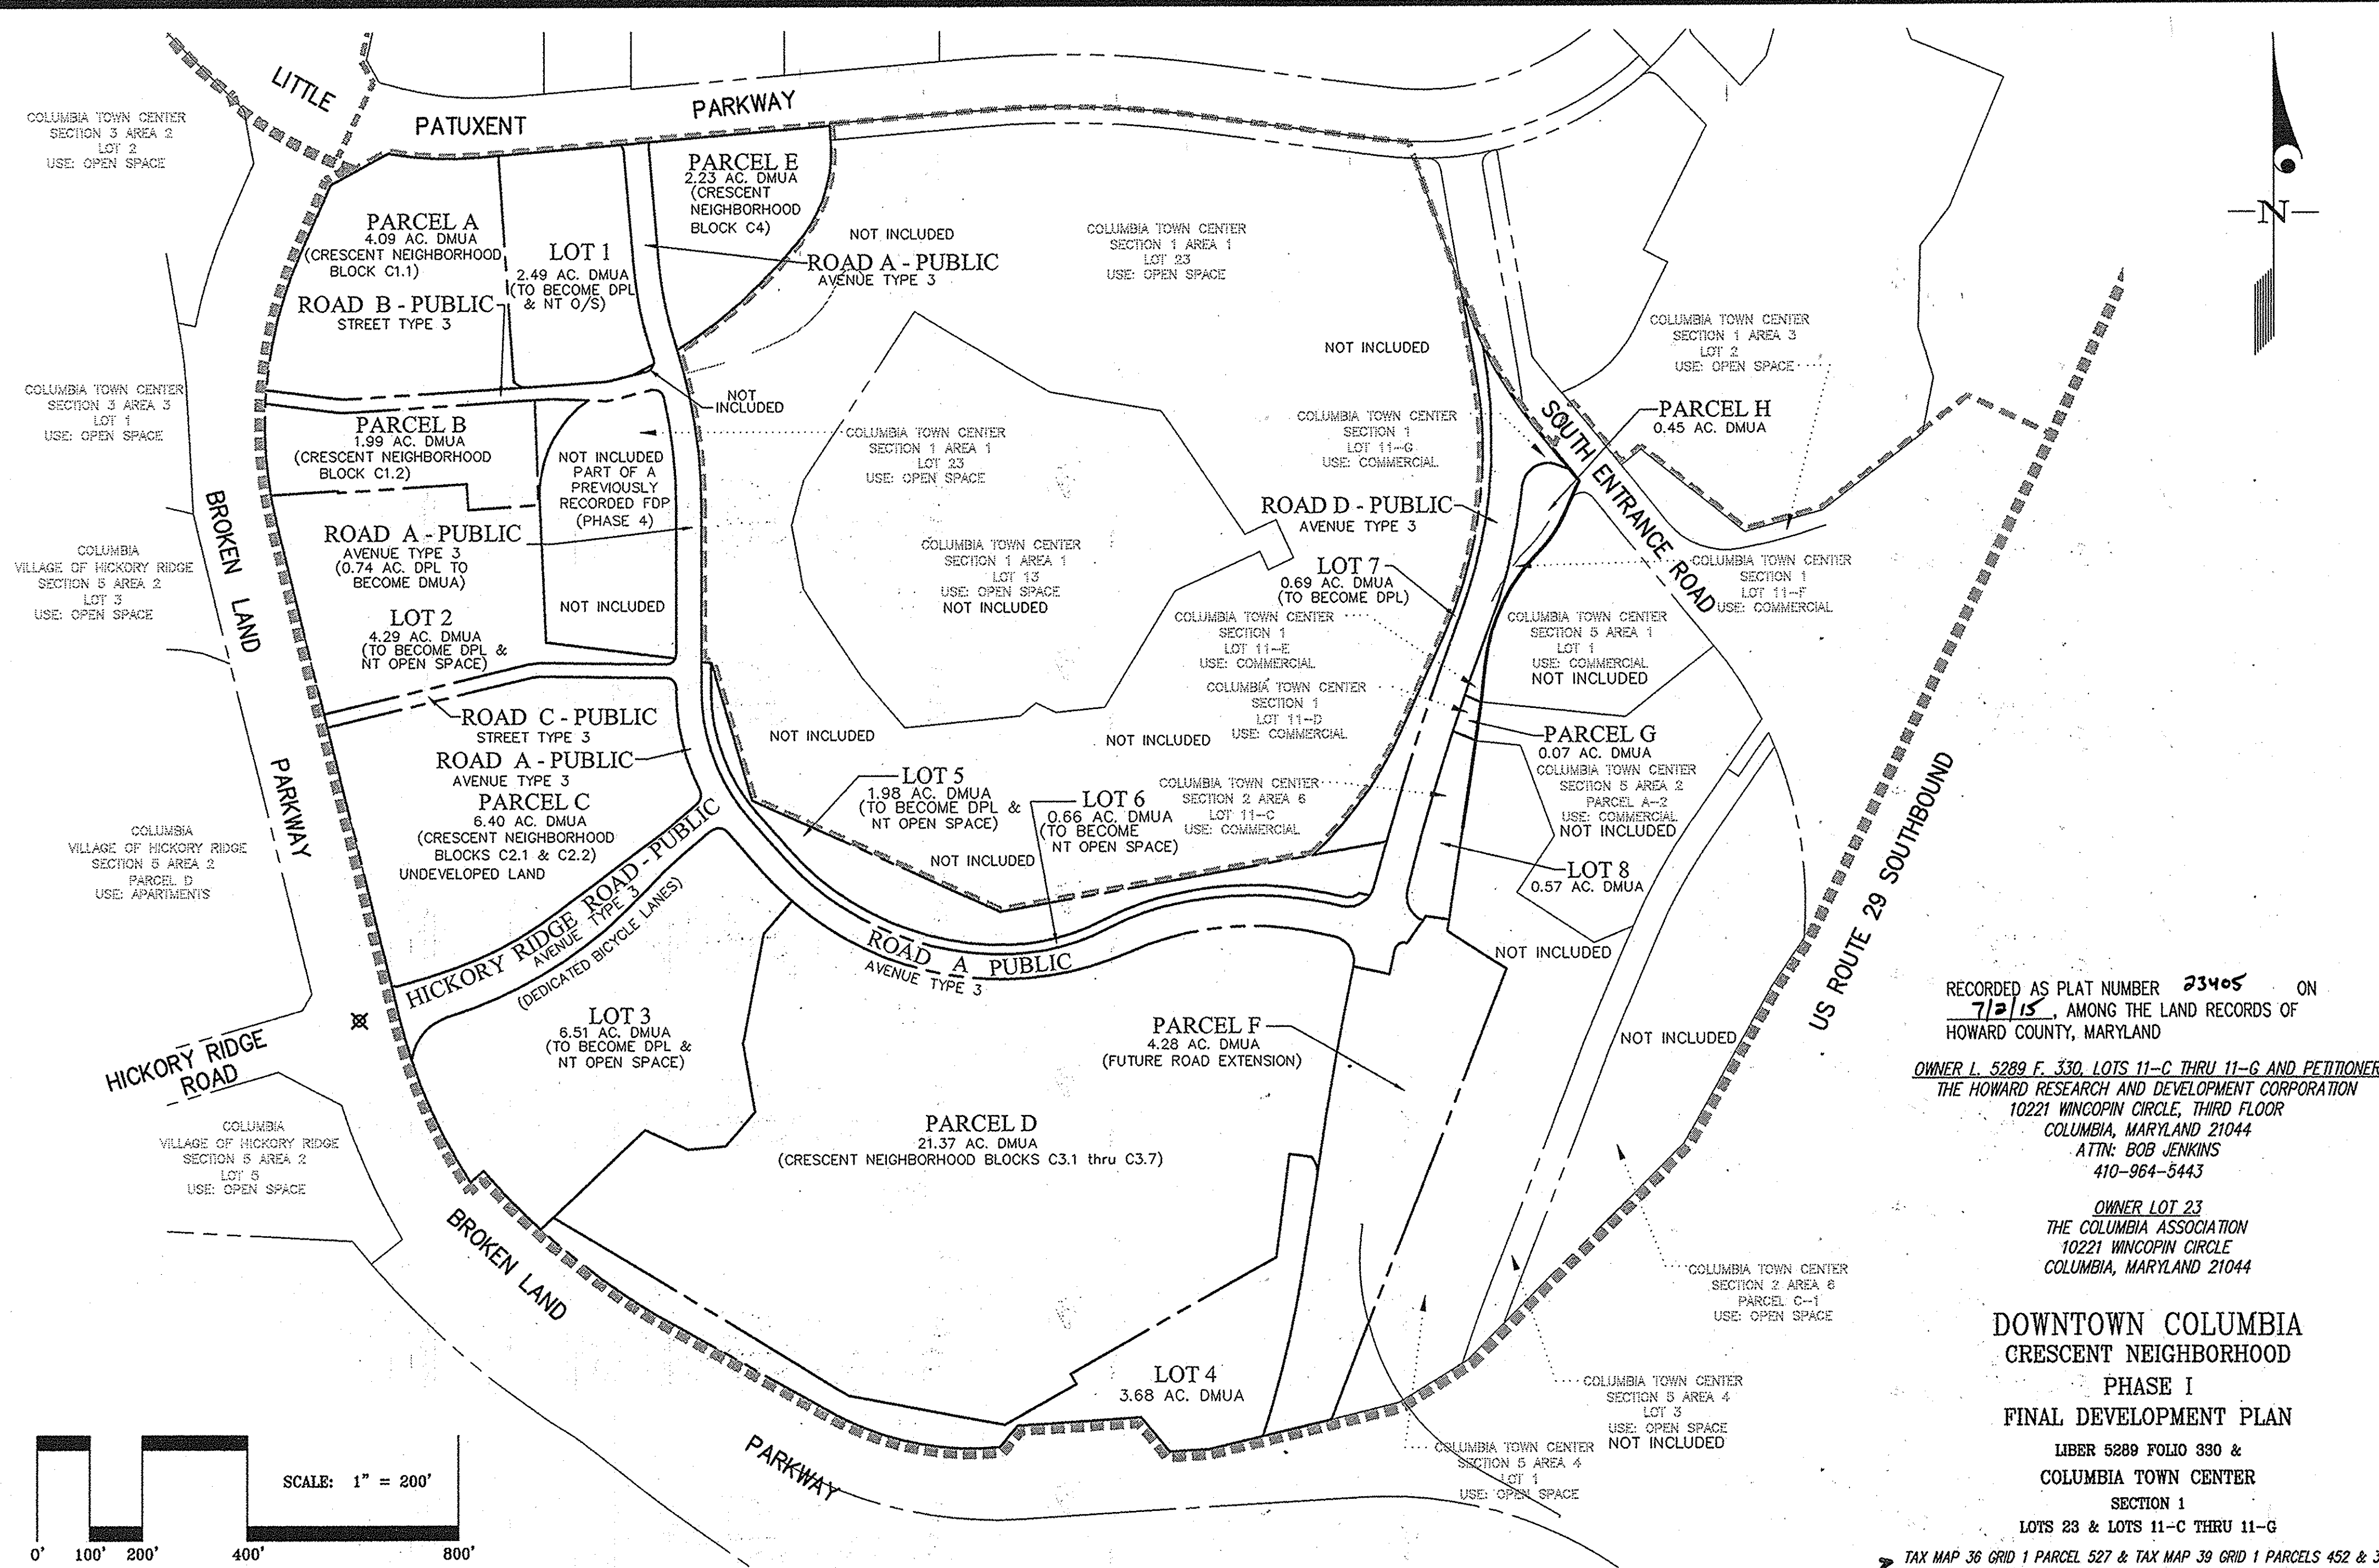 LITTLE
PATUXENT
PARKWAY
COLUMBIA TOWN CENTER
SECTION 3 AREA 2
LOT 2
USE: OPEN SPACE
PARCEL A
4.09 AC. DMUA
(CRESCENT NEIGHBORHOOD
BLOCK C1.1)
LOT 1
2.49 AC. DMUA
(TO BECOME DPL
& NT O/S)
PARCEL E
2.23 AC. DMUA
(CRESCENT
NEIGHBORHOOD
BLOCK C4)
NOT INCLUDED
ROAD A - PUBLIC
AVENUE TYPE 3
COLUMBIA TOWN CENTER
SECTION 1 AREA 1
LOT 23
USE: OPEN SPACE
N
ROAD B - PUBLIC
STREET TYPE 3
NOT INCLUDED
COLUMBIA TOWN CENTER
SECTION 1 AREA 3
LOT 2
USE: OPEN SPACE
COLUMBIA TOWN CENTER
SECTION 3 AREA 3
LOT 1
USE: OPEN SPACE
NOT
INCLUDED
PARCEL B
1.99 AC. DMUA
(CRESCENT NEIGHBORHOOD
BLOCK C1.2)
NOT INCLUDED
PART OF A
PREVIOUSLY
RECORDED FDP
(PHASE 4)
COLUMBIA TOWN CENTER
SECTION 1 AREA 1
LOT 23
USE: OPEN SPACE
COLUMBIA TOWN CENTER
SECTION 1
LOT 11-G
USE: COMMERCIAL
PARCEL H
0.45 AC. DMUA
SOUTH ENTRANCE ROAD
BROKEN LAND
PARKWAY
ROAD A - PUBLIC
AVENUE TYPE 3
(0.74 AC. DPL TO
BECOME DMUA)
ROAD D - PUBLIC
AVENUE TYPE 3
COLUMBIA
VILLAGE OF HICKORY RIDGE
SECTION 5 AREA 2
LOT 3
USE: OPEN SPACE
COLUMBIA TOWN CENTER
SECTION 1 AREA 1
LOT 13
USE: OPEN SPACE
NOT INCLUDED
LOT 7
0.69 AC. DMUA
(TO BECOME DPL)
COLUMBIA TOWN CENTER
SECTION 1
LOT 11-F
USE: COMMERCIAL
NOT INCLUDED
LOT 2
4.29 AC. DMUA
(TO BECOME DPL &
NT OPEN SPACE)
COLUMBIA TOWN CENTER
SECTION 1
LOT 11-E
USE: COMMERCIAL
COLUMBIA TOWN CENTER
SECTION 5 AREA 1
LOT 1
USE: COMMERCIAL
NOT INCLUDED
ROAD C - PUBLIC
STREET TYPE 3
COLUMBIA TOWN CENTER
SECTION 1
LOT 11-D
USE: COMMERCIAL
NOT INCLUDED
NOT INCLUDED
PARCEL G
0.07 AC. DMUA
COLUMBIA TOWN CENTER
SECTION 5 AREA 2
PARCEL A-2
USE: COMMERCIAL
NOT INCLUDED
ROAD A - PUBLIC
AVENUE TYPE 3
PARCEL C
6.40 AC. DMUA
(CRESCENT NEIGHBORHOOD
BLOCKS C2.1 & C2.2)
UNDEVELOPED LAND
LOT 5
1.98 AC. DMUA
(TO BECOME DPL &
NT OPEN SPACE)
LOT 6
0.66 AC. DMUA
(TO BECOME
NT OPEN SPACE)
COLUMBIA TOWN CENTER
SECTION 2 AREA 6
LOT 11-C
USE: COMMERCIAL
NOT INCLUDED
COLUMBIA
VILLAGE OF HICKORY RIDGE
SECTION 5 AREA 2
PARCEL D
USE: APARTMENTS
LOT 8
0.57 AC. DMUA
US ROUTE 29 SOUTHBOUND
HICKORY RIDGE ROAD - PUBLIC
AVENUE TYPE 3
(DEDICATED BICYCLE LANES)
ROAD A PUBLIC
AVENUE TYPE 3
NOT INCLUDED
HICKORY RIDGE
ROAD
LOT 3
6.51 AC. DMUA
(TO BECOME DPL &
NT OPEN SPACE)
PARCEL F
4.28 AC. DMUA
(FUTURE ROAD EXTENSION)
NOT INCLUDED
COLUMBIA
VILLAGE OF HICKORY RIDGE
SECTION 5 AREA 2
LOT 5
USE: OPEN SPACE
PARCEL D
21.37 AC. DMUA
(CRESCENT NEIGHBORHOOD BLOCKS C3.1 thru C3.7)
BROKEN LAND
PARKWAY
COLUMBIA TOWN CENTER
SECTION 2 AREA 6
PARCEL C-1
USE: OPEN SPACE
LOT 4
3.68 AC. DMUA
COLUMBIA TOWN CENTER
SECTION 5 AREA 4
LOT 3
USE: OPEN SPACE
NOT INCLUDED
COLUMBIA TOWN CENTER
SECTION 5 AREA 4
LOT 1
USE: OPEN SPACE
SCALE: 1" = 200'
0' 100' 200' 400' 800'
RECORDED AS PLAT NUMBER 23405 ON
7/2/15, AMONG THE LAND RECORDS OF
HOWARD COUNTY, MARYLAND
OWNER L. 5289 F. 330, LOTS 11-C THRU 11-G AND PETITIONER
THE HOWARD RESEARCH AND DEVELOPMENT CORPORATION
10221 WINCOPIN CIRCLE, THIRD FLOOR
COLUMBIA, MARYLAND 21044
ATTN: BOB JENKINS
410-964-5443
OWNER LOT 23
THE COLUMBIA ASSOCIATION
10221 WINCOPIN CIRCLE
COLUMBIA, MARYLAND 21044
DOWNTOWN COLUMBIA
CRESCENT NEIGHBORHOOD
PHASE I
FINAL DEVELOPMENT PLAN
LIBER 5289 FOLIO 330 &
COLUMBIA TOWN CENTER
SECTION 1
LOTS 23 & LOTS 11-C THRU 11-G
TAX MAP 36 GRID 1 PARCEL 527 & TAX MAP 39 GRID 1 PARCELS 452 &